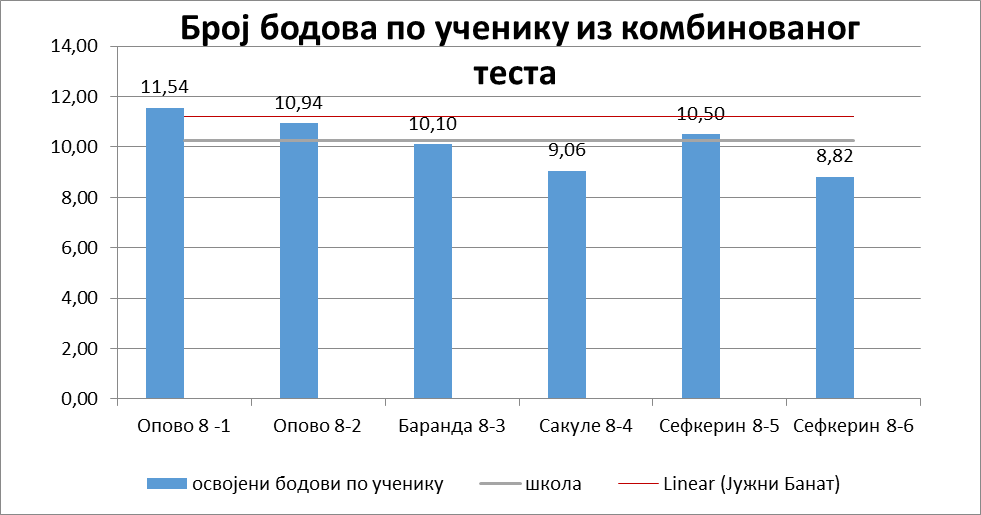 Број бодова по ученику из комбинованог
теста
14,00
12,00
10,00
8,00
6,00
4,00
2,00
0,00
11,54
10,94
10,10
9,06
10,50
8,82
Опово 8 -1
Опово 8-2
Баранда 8-3
Сакуле 8-4
Сефкерин 8-5
Сефкерин 8-6
освојени бодови по ученику
школа
Linear (Јужни Банат)